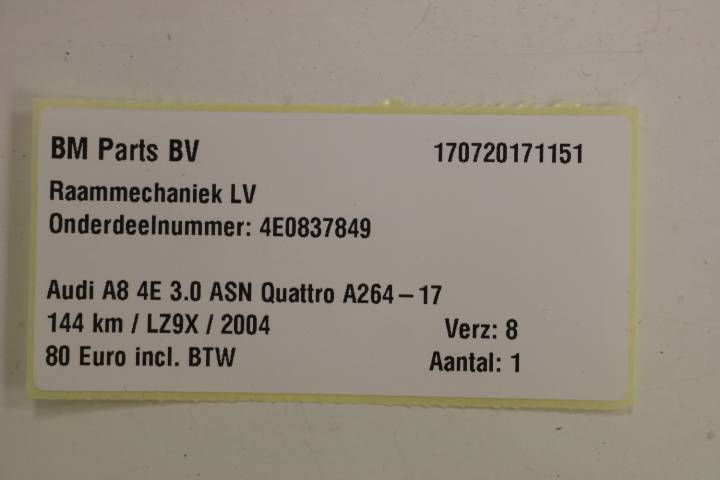 BM Parts BV 170720171151
Raammechaniek LV
Onderdeelnummer: 4E0837849
Audi A8 4E 3.0 ASN Quattro A264-17
144 km / LZ9X / 2004 Verz: 8
80 Euro incl. BTW Aantal: 1